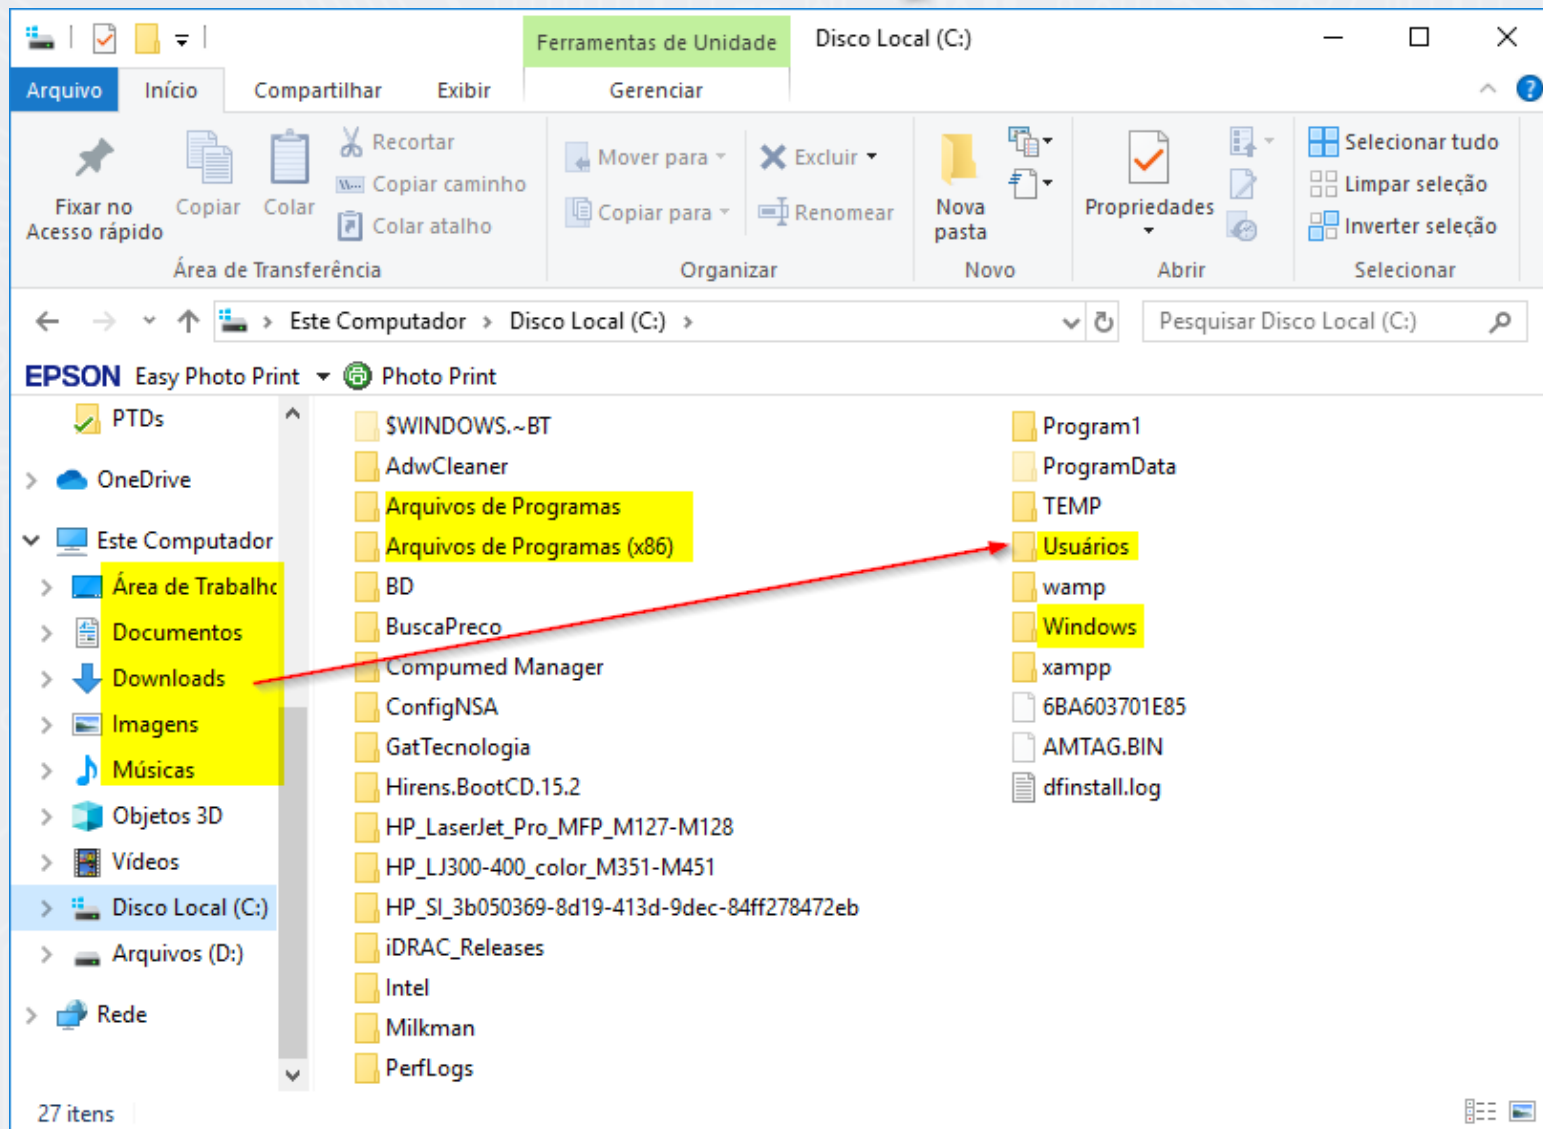 Ferramentas de Unidade
Disco Local (C:)
Arquivo
Início
Compartilhar
Exibir
Gerenciar
Fixar no
Acesso rápido
Copiar
Colar
Recortar
Copiar caminho
Colar atalho
Área de Transferência
Mover para
Copiar para
Excluir
Renomear
Organizar
Nova
pasta
Novo
Propriedades
Abrir
Selecionar tudo
Limpar seleção
Inverter seleção
Selecionar
Este Computador > Disco Local (C:) >
Pesquisar Disco Local (C:)
EPSON Easy Photo Print
Photo Print
PTDs
OneDrive
Este Computador
Área de Trabalho
Documentos
Downloads
Imagens
Músicas
Objetos 3D
Vídeos
Disco Local (C:)
Arquivos (D:)
Rede
$WINDOWS.~BT
AdwCleaner
Arquivos de Programas
Arquivos de Programas (x86)
BD
BuscaPreco
Compumed Manager
ConfigNSA
GatTecnologia
Hirens.BootCD.15.2
HP_LaserJet_Pro_MFP_M127-M128
HP_LJ300-400_color_M351-M451
HP_SI_3b050369-8d19-413d-9dec-84ff278472eb
iDRAC_Releases
Intel
Milkman
PerfLogs
Program1
ProgramData
TEMP
Usuários
wamp
Windows
xampp
6BA603701E85
AMTAG.BIN
dfinstall.log
27 itens